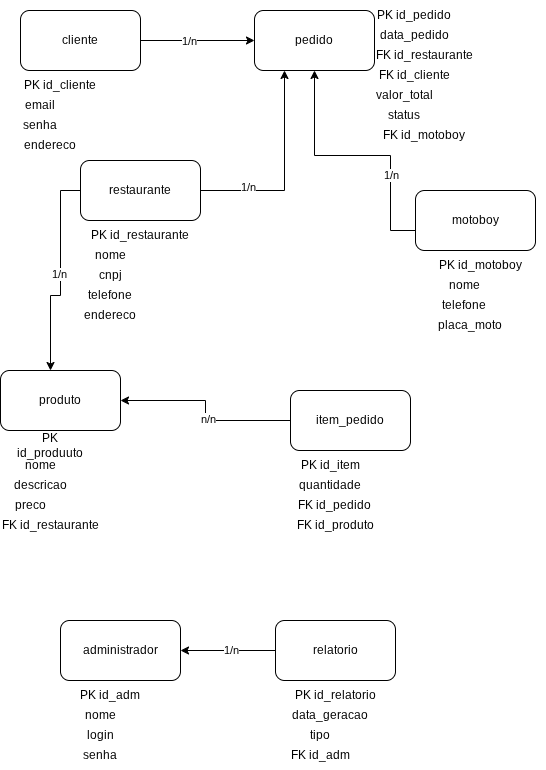 cliente
1/n
pedido
PK id_pedido
data_pedido
FK id_restaurante
FK id_cliente
valor_total
status
FK id_motoboy
PK id_cliente
email
senha
endereco
restaurante
1/n
1/n
motoboy
PK id_restaurante
nome
cnpj
telefone
endereco
PK id_motoboy
nome
telefone
placa_moto
1/n
produto
n/n
item_pedido
PK
id_produuto
nome
descricao
preco
FK id_restaurante
PK id_item
quantidade
FK id_pedido
FK id_produto
administrador
1/n
relatorio
PK id_adm
nome
login
senha
PK id_relatorio
data_geracao
tipo
FK id_adm